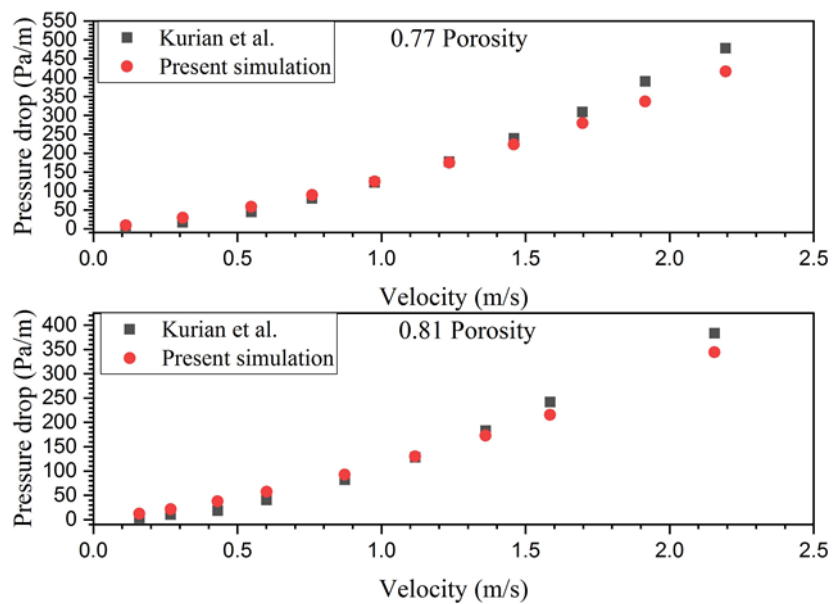 550
500
450
400
350
300
250
200
150
100
50
0
Pressure drop (Pa/m)
Kurian et al.
Present simulation
0.77 Porosity
0.0 0.5 1.0 1.5 2.0 2.5
Velocity (m/s)
400
350
300
250
200
150
100
50
0
Pressure drop (Pa/m)
Kurian et al.
Present simulation
0.81 Porosity
0.0 0.5 1.0 1.5 2.0 2.5
Velocity (m/s)